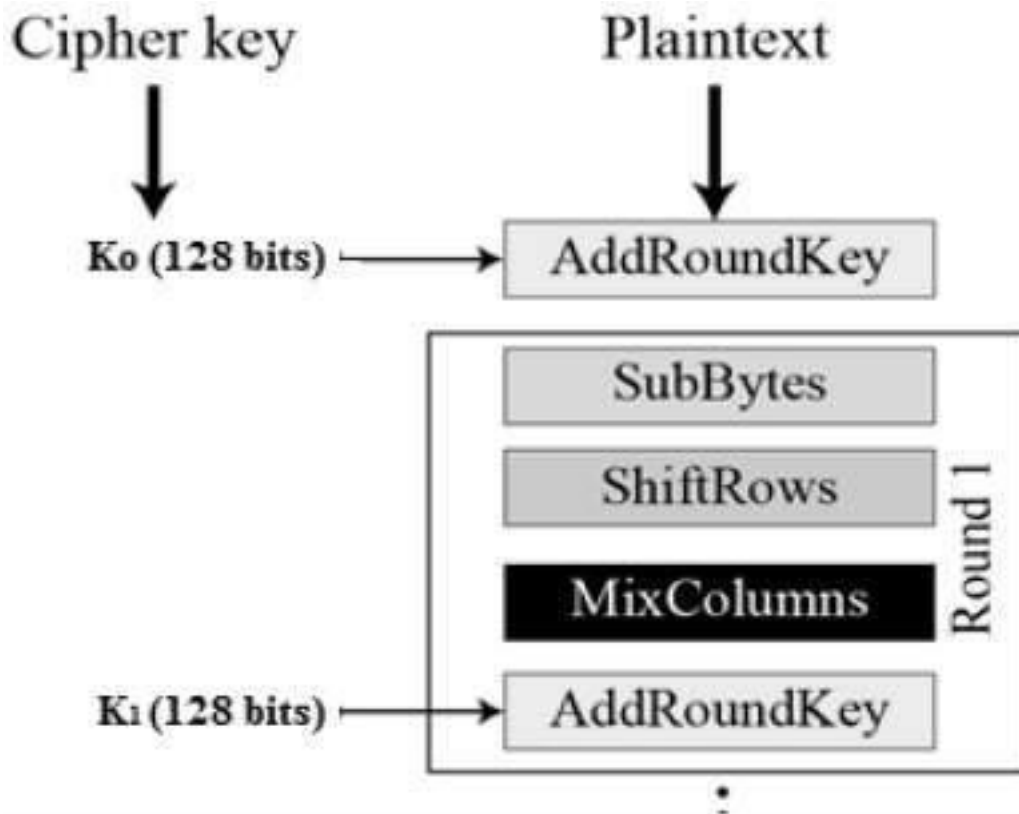 Cipher key
Plaintext
K0 (128 bits)
AddRoundKey
SubBytes
ShiftRows
MixColumns
Round 1
K1 (128 bits)
AddRoundKey